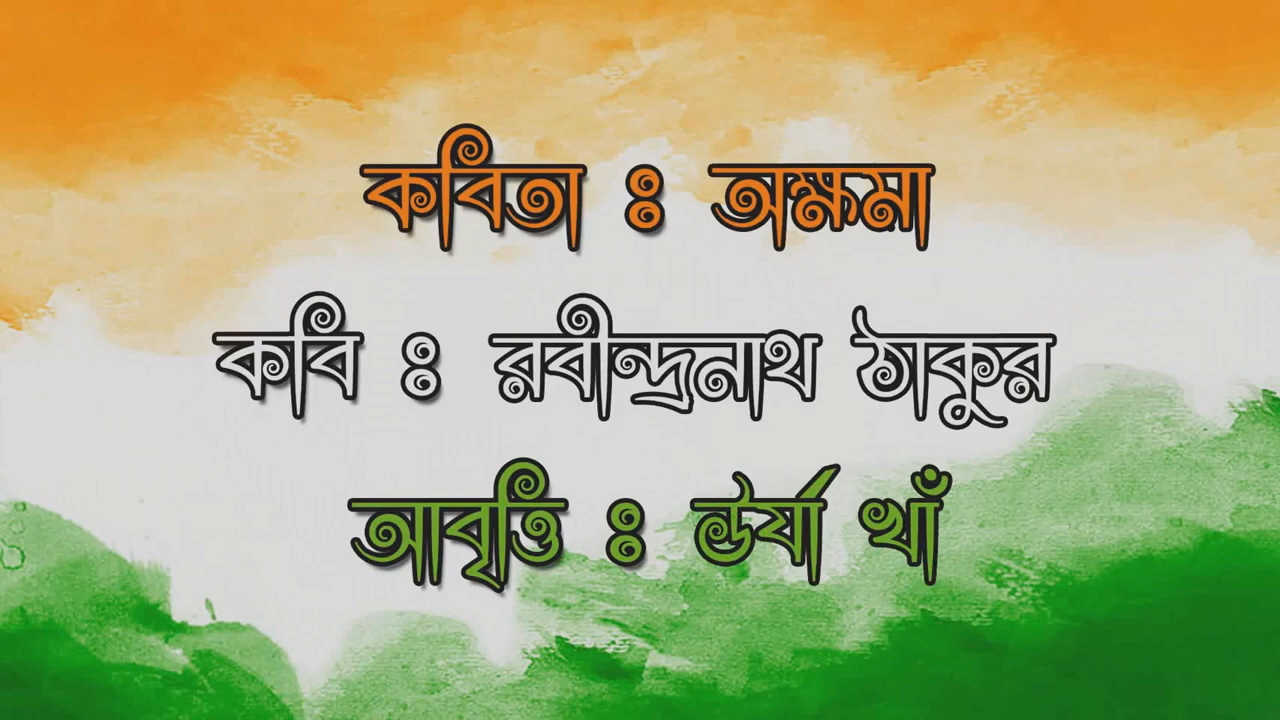 কবিতা ঃ অক্ষমা
কবি ঃ রবীন্দ্রনাথ ঠাকুর
আবৃত্তি ঃ ঊর্যা খাঁ